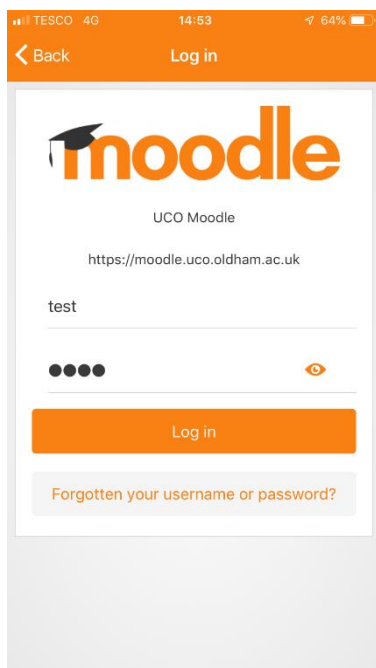 TESCO 4G 14:53 64%
Back Log in
moodle
UCO Moodle
https://moodle.uco.oldham.ac.uk
test
Log in
Forgotten your username or password?